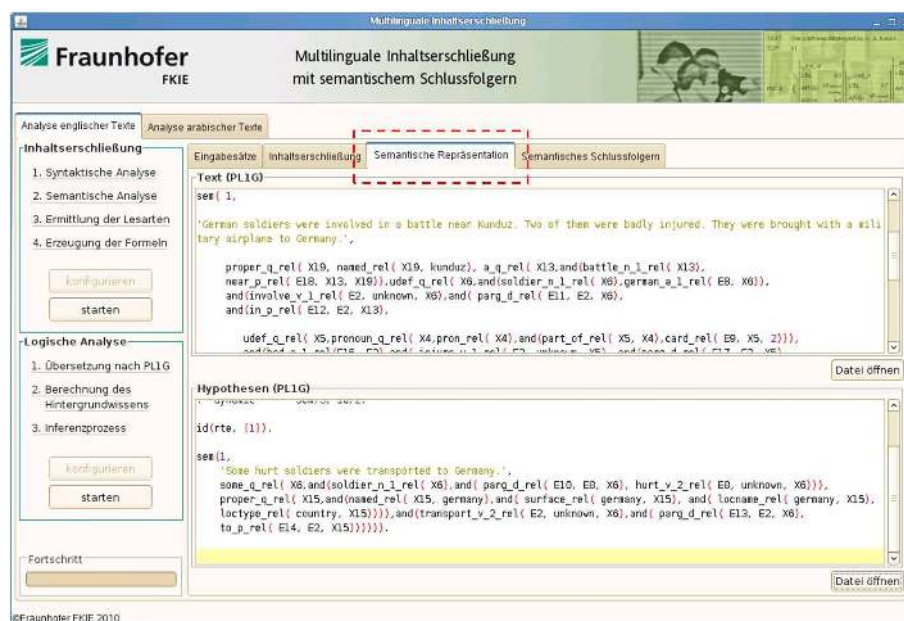 Multilinguale Inhaltserschließung
Fraunhofer
FKIE
Multilinguale Inhaltserschließung
mit semantischem Schlussfolgern
Analyse englischer Texte
Analyse arabischer Texte
Inhaltserschließung
1. Syntaktische Analyse
2. Semantische Analyse
3. Ermittlung der Lesarten
4. Erzeugung der Formeln
konfigurieren
starten
Logische Analyse
1. Übersetzung nach PL1G
2. Berechnung des
Hintergrundwissens
3. Inferenzprozess
konfigurieren
starten
Fortschritt
Eingabesätze
Inhaltserschließung
Semantische Repräsentation
Semantisches Schlussfolgern
Text (PL1G)
sem( 1,
'German soldiers were involved in a battle near Kunduz. Two of them were badly injured. They were brought with a mili
tary airplane to Germany.',
proper_q_rel( X19, named_rel( X19, kunduz), a_q_rel( X13,and(battle_n_1_rel( X13),
near_p_rel( E18, X13, X19)),udef_q_rel( X6,and(soldier_n_1_rel( X6),german_a_1_rel( E8, X6)),
and(involve_v_1_rel( E2, unknown, X6),and( parg_d_rel( E11, E2, X6),
and(in_p_rel( E12, E2, X13),
udef_q_rel( X5,pronoun_q_rel( X4,pron_rel( X4),and(part_of_rel( X5, X4),card_rel( E9, X5, 2))),
Datei öffnen
Hypothesen (PL1G)
id(rte, [1]).
sem(1,
'Some hurt soldiers were transported to Germany.',
some_q_rel( X6,and(soldier_n_1_rel( X6),and( parg_d_rel( E10, E8, X6), hurt_v_2_rel( E8, unknown, X6))),
proper_q_rel( X15,and(named_rel( X15, germany),and( surface_rel( germany, X15), and( locname_rel( germany, X15),
loctype_rel( country, X15)))),and(transport_v_2_rel( E2, unknown, X6),and( parg_d_rel( E13, E2, X6),
to_p_rel( E14, E2, X15)))))).
Datei öffnen
©Fraunhofer FKIE 2010